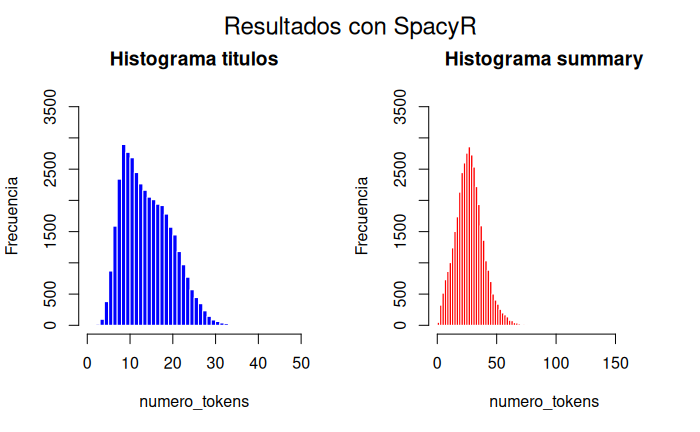 Resultados con SpacyR
Histograma titulos
Frecuencia
3500
2500
1500
500
0
0 10 20 30 40 50
numero_tokens
Histograma summary
Frecuencia
3500
2500
1500
500
0
0 50 100 150
numero_tokens